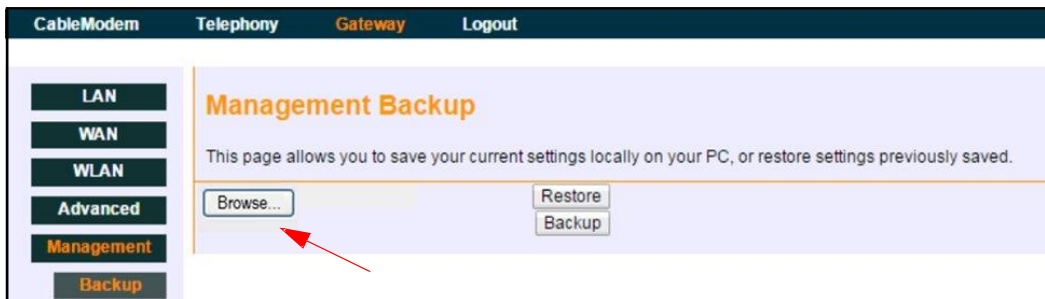 CableModem Telephony Gateway Logout
LAN
WAN
WLAN
Advanced
Management
Backup
Management Backup
This page allows you to save your current settings locally on your PC, or restore settings previously saved.
Browse... Restore
Backup